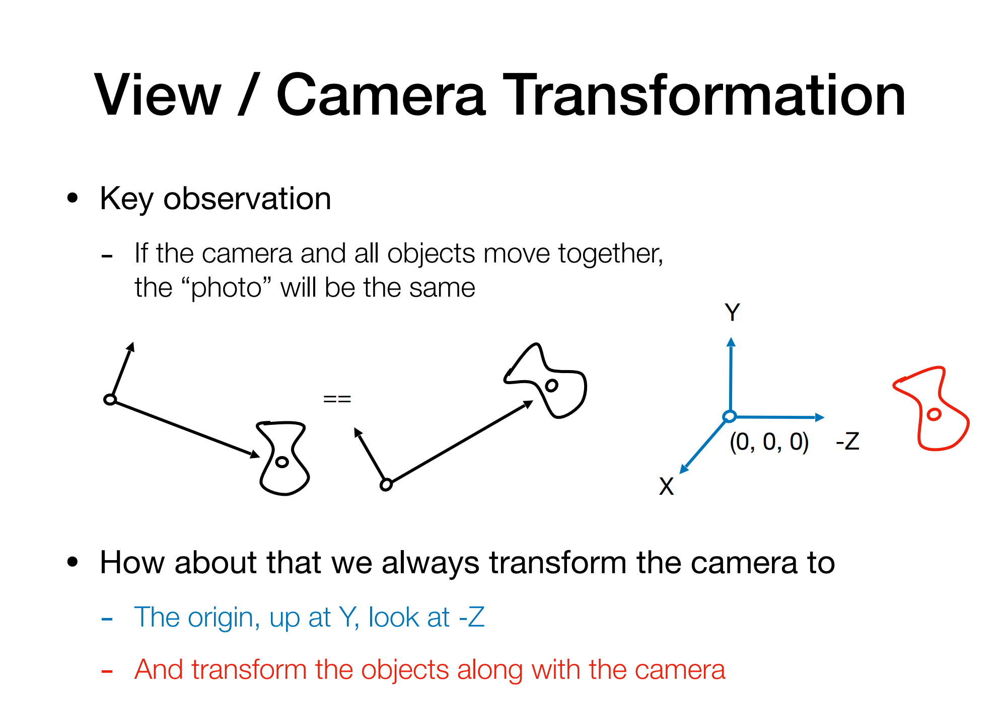 View / Camera Transformation
• Key observation
- If the camera and all objects move together,
the “photo” will be the same
Y
==
(0, 0, 0)
-Z
X
• How about that we always transform the camera to
- The origin, up at Y, look at -Z
- And transform the objects along with the camera